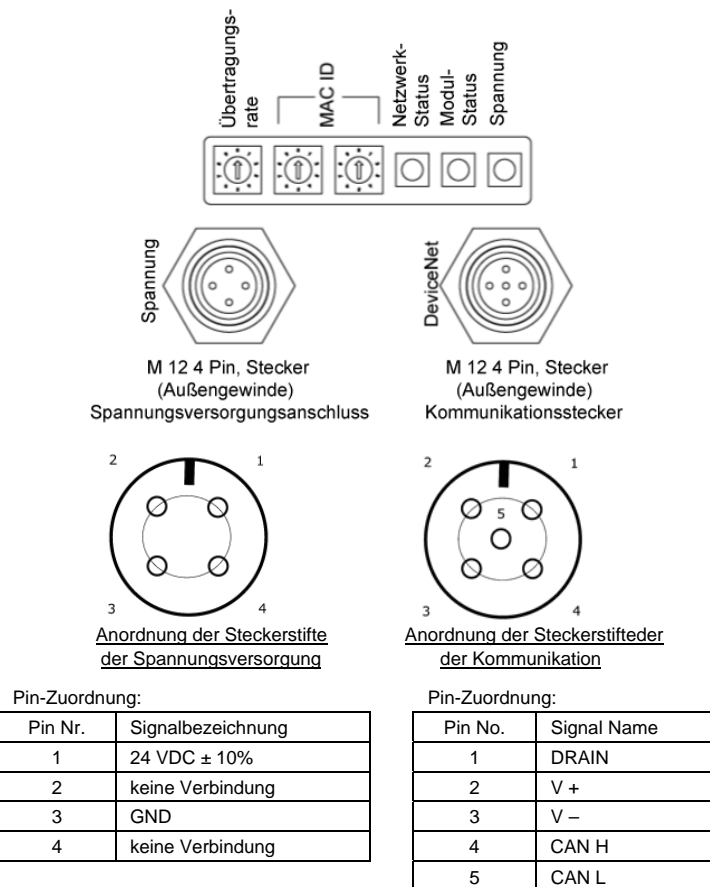 Übertragungs-
rate
MAC ID
Netzwerk-
Status
Modul-
Status
Spannung
Spannung
DeviceNet
M 12 4 Pin, Stecker
(Außengewinde)
Spannungsversorgungsanschluss
M 12 4 Pin, Stecker
(Außengewinde)
Kommunikationsstecker
2 1
3 4
Anordnung der Steckerstifte
der Spannungsversorgung
2 1
5
3 4
Anordnung der Steckerstifteder
der Kommunikation
Pin-Zuordnung:
Pin Nr. Signalbezeichnung
1 24 VDC ± 10%
2 keine Verbindung
3 GND
4 keine Verbindung
Pin-Zuordnung:
Pin No. Signal Name
1 DRAIN
2 V +
3 V –
4 CAN H
5 CAN L